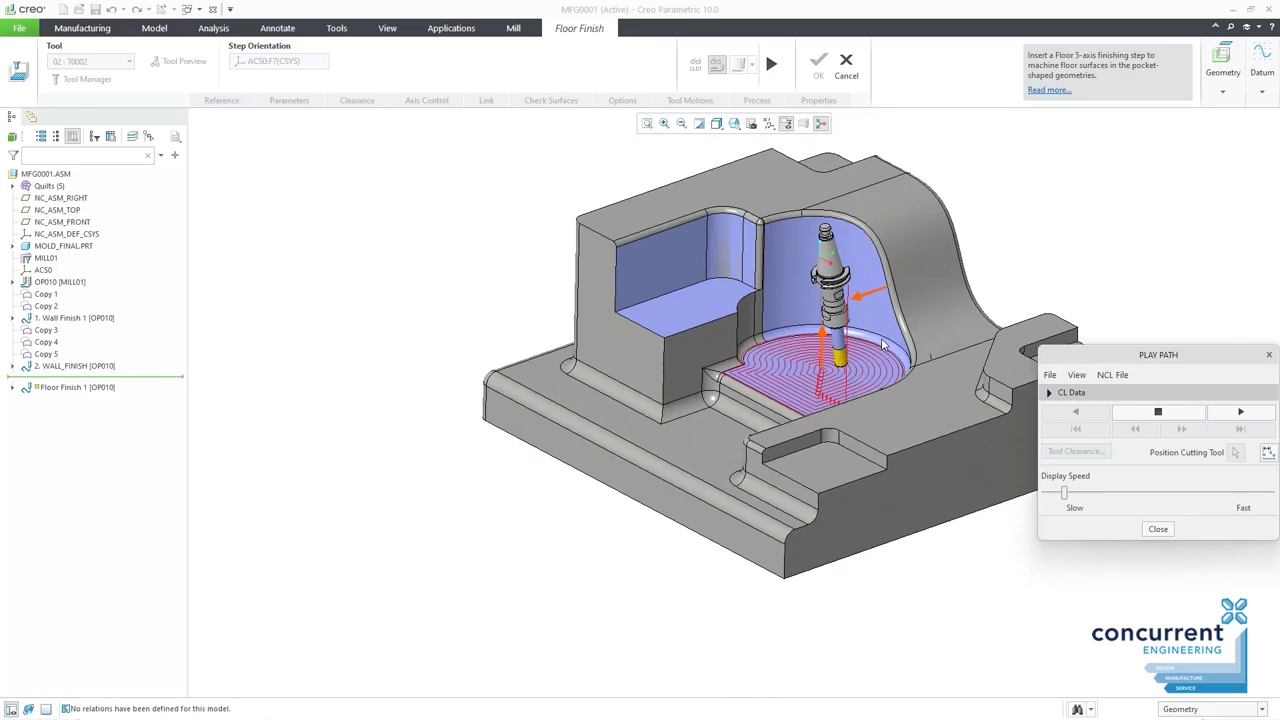 creo
MFG0001 (Active) - Creo Parametric 10.0
File
Manufacturing
Model
Analysis
Annotate
Tools
View
Applications
Mill
Floor Finish
Tool
Step Orientation
02 : T0002
Tool Preview
ACS0:F7(CSYS)
Tool Manager
CLD1
OK
Cancel
Insert a Floor 5-axis finishing step to
machine floor surfaces in the pocket-
shaped geometries.
Read more...
Geometry
Datum
Reference
Parameters
Clearance
Axis Control
Link
Check Surfaces
Options
Tool Motions
Process
Properties
MFG0001.ASM
Quilts (5)
NC_ASM_RIGHT
NC_ASM_TOP
NC_ASM_FRONT
NC_ASM_DEF_CSYS
MOLD_FINAL.PRT
MILL01
ACS0
OP010 [MILL01]
Copy 1
Copy 2
1. Wall Finish 1 [OP010]
Copy 3
Copy 4
Copy 5
2. WALL_FINISH [OP010]
Floor Finish 1 [OP010]
PLAY PATH
File
View
NCL File
CL Data
Tool Clearance...
Position Cutting Tool
Display Speed
Slow
Fast
Close
concurrent
ENGINEERING
DESIGN
MANUFACTURE
SERVICE
No relations have been defined for this model.
Geometry